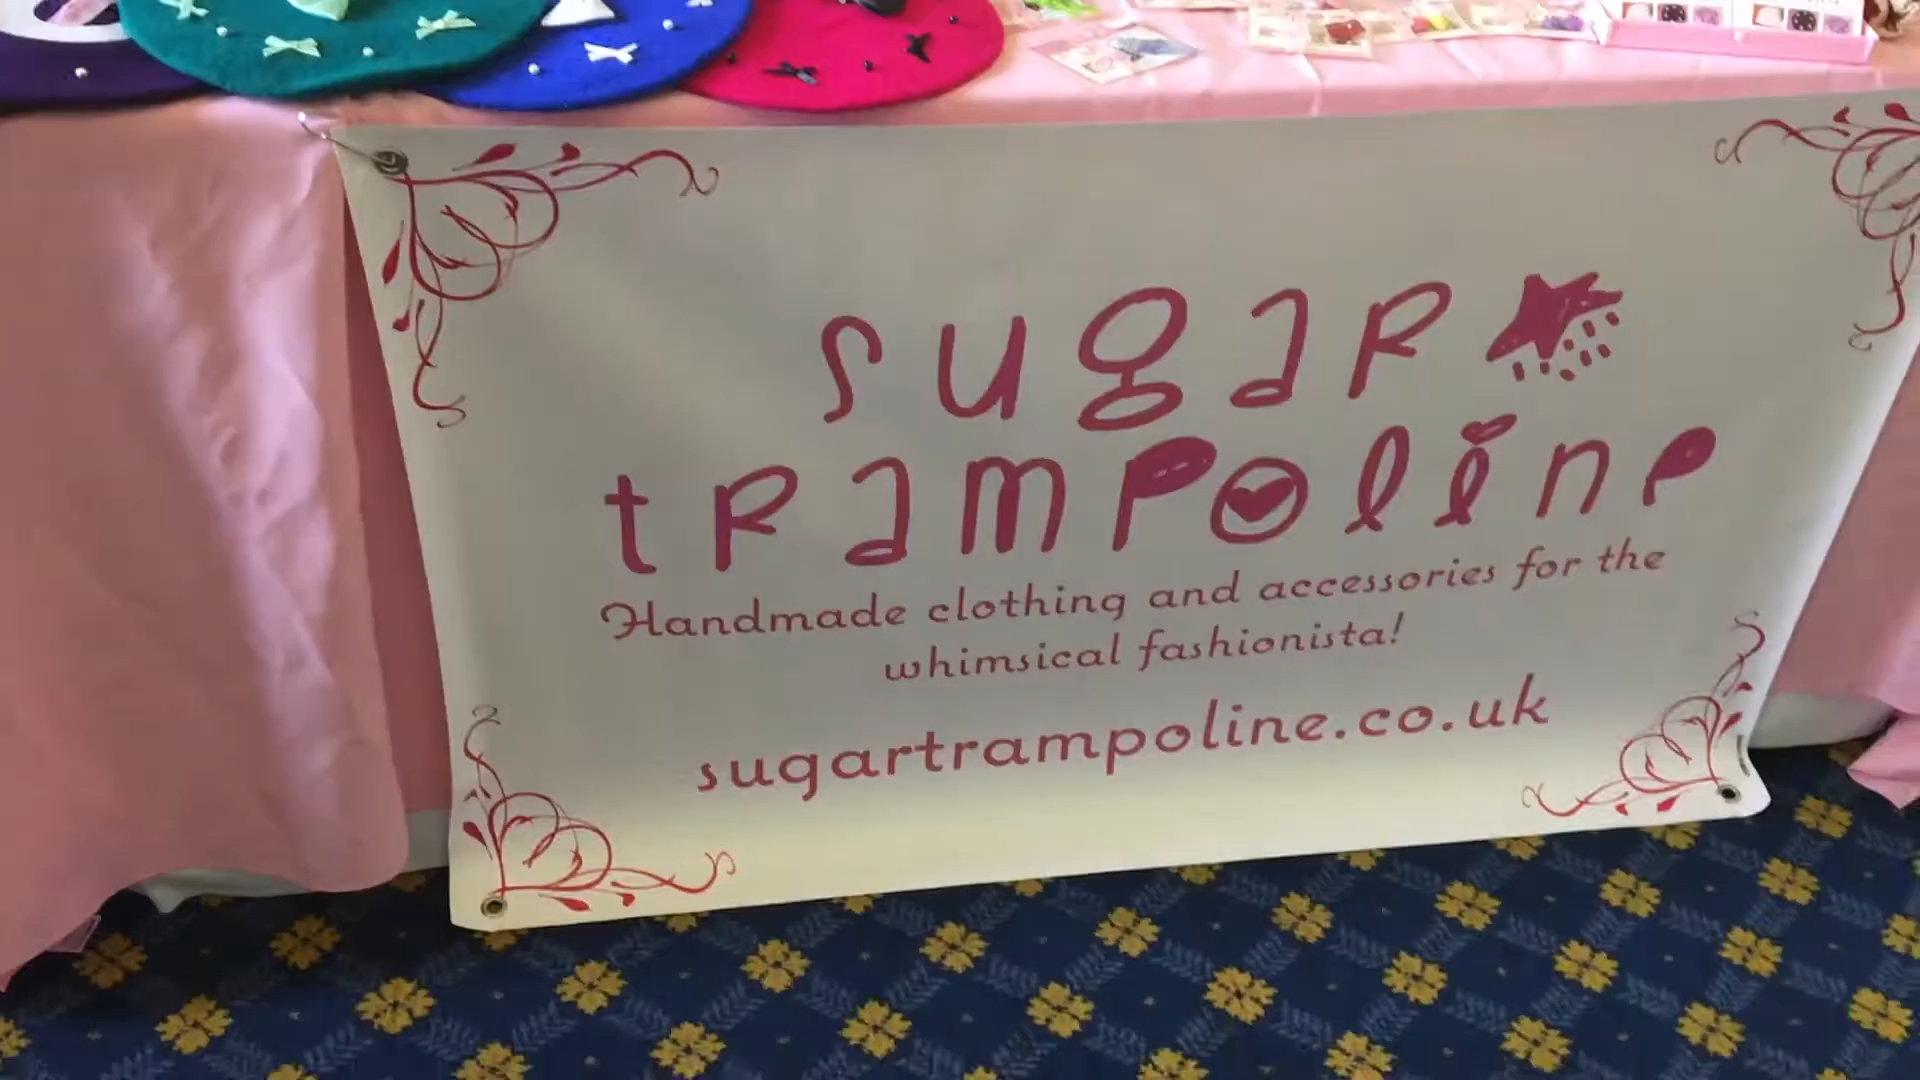 sugar
trampoline
Handmade clothing and accessories for the
whimsical fashionista!
sugartrampoline.co.uk